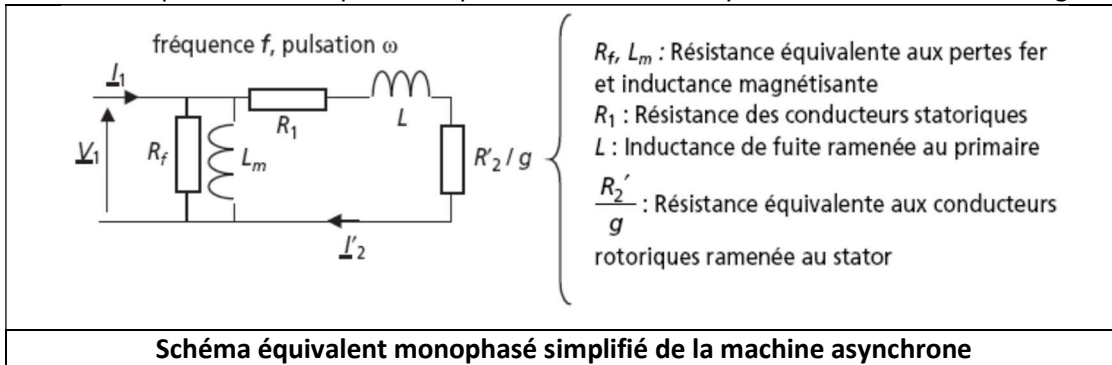 fréquence f, pulsation ω
I1
V1
Rf
Lm
R1
L
R'2 / g
I'2
Rf, Lm : Résistance équivalente aux pertes fer
et inductance magnétisante
R1 : Résistance des conducteurs statoriques
L : Inductance de fuite ramenée au primaire
R2'
g
: Résistance équivalente aux conducteurs
rotoriques ramenée au stator
Schéma équivalent monophasé simplifié de la machine asynchrone